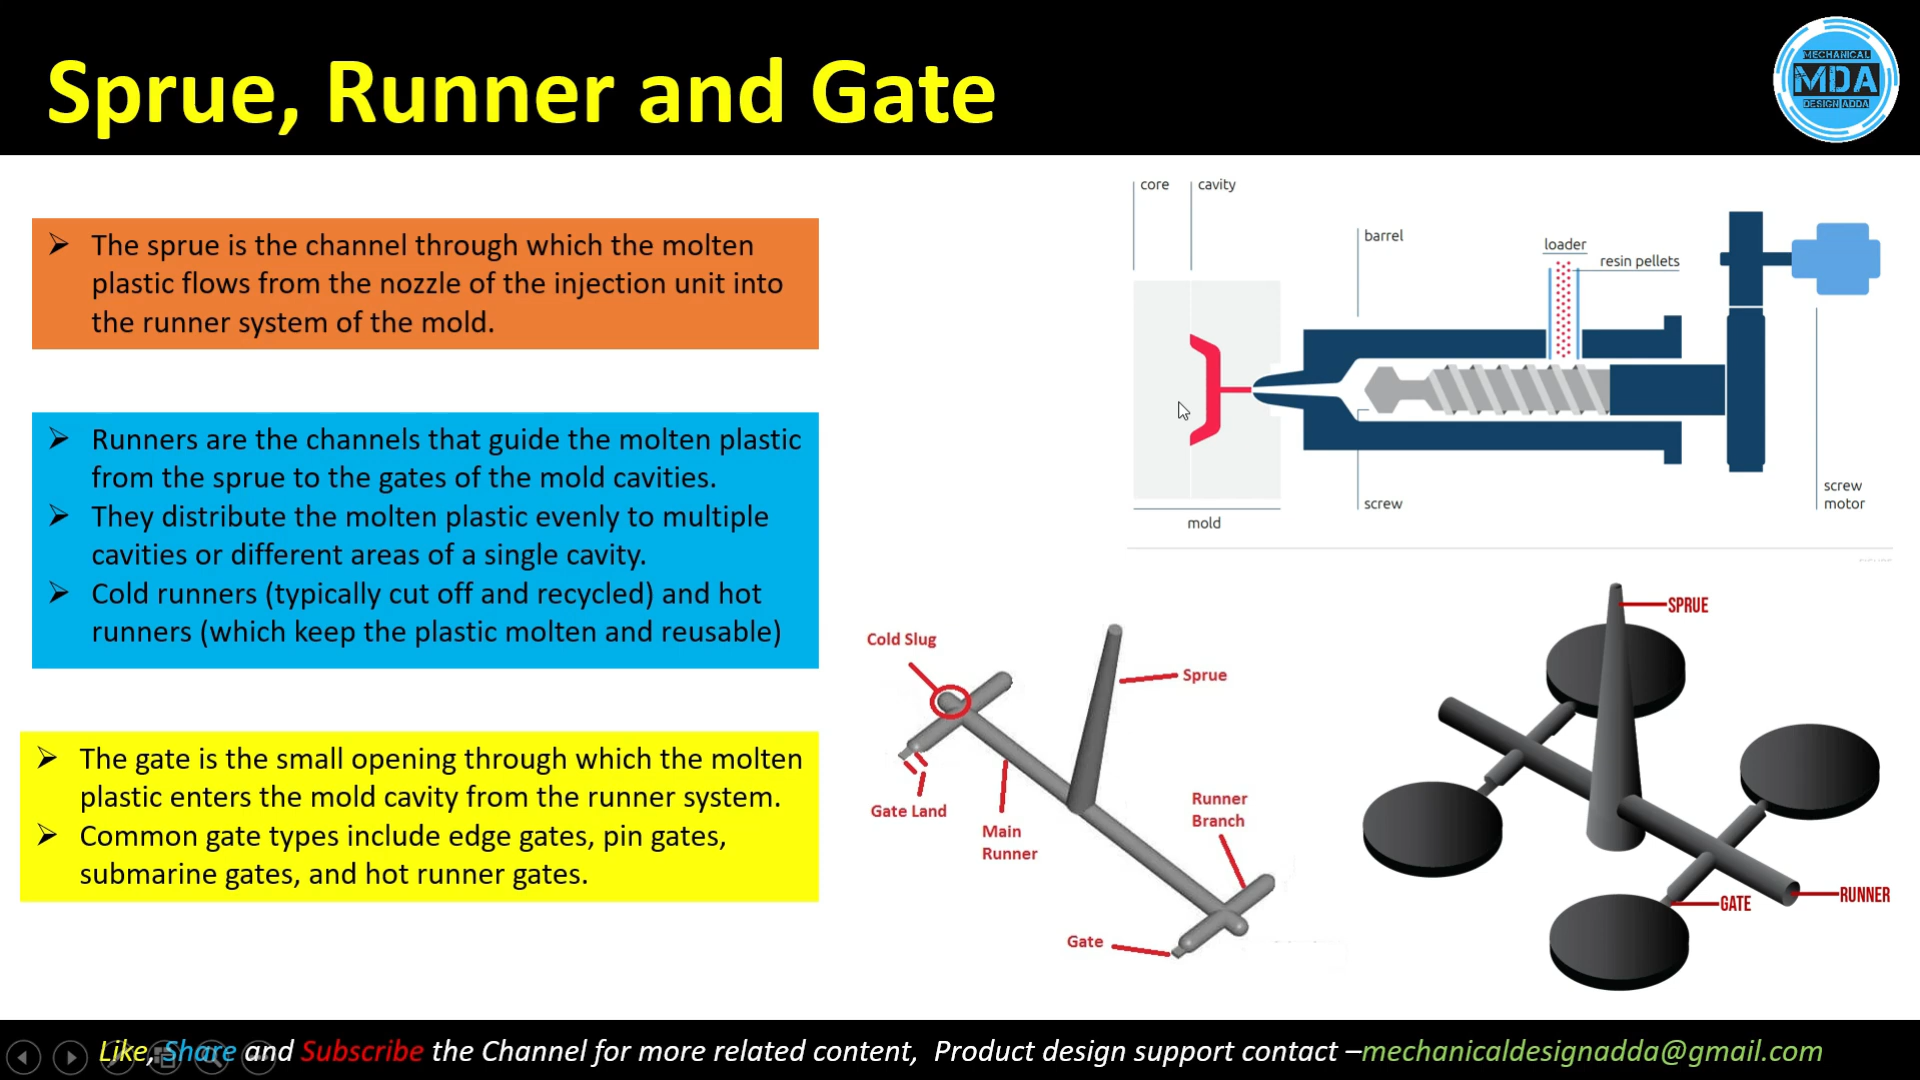 Sprue, Runner and Gate
MECHANICAL
MDA
DESIGN ADDA
➢ The sprue is the channel through which the molten
plastic flows from the nozzle of the injection unit into
the runner system of the mold.
➢ Runners are the channels that guide the molten plastic
from the sprue to the gates of the mold cavities.
➢ They distribute the molten plastic evenly to multiple
cavities or different areas of a single cavity.
➢ Cold runners (typically cut off and recycled) and hot
runners (which keep the plastic molten and reusable)
➢ The gate is the small opening through which the molten
plastic enters the mold cavity from the runner system.
➢ Common gate types include edge gates, pin gates,
submarine gates, and hot runner gates.
core
cavity
barrel
loader
resin pellets
screw
motor
screw
mold
Cold Slug
Sprue
Gate Land
Main
Runner
Runner
Branch
Gate
SPRUE
GATE
RUNNER
Like, Share and Subscribe the Channel for more related content, Product design support contact –mechanicaldesignadda@gmail.com